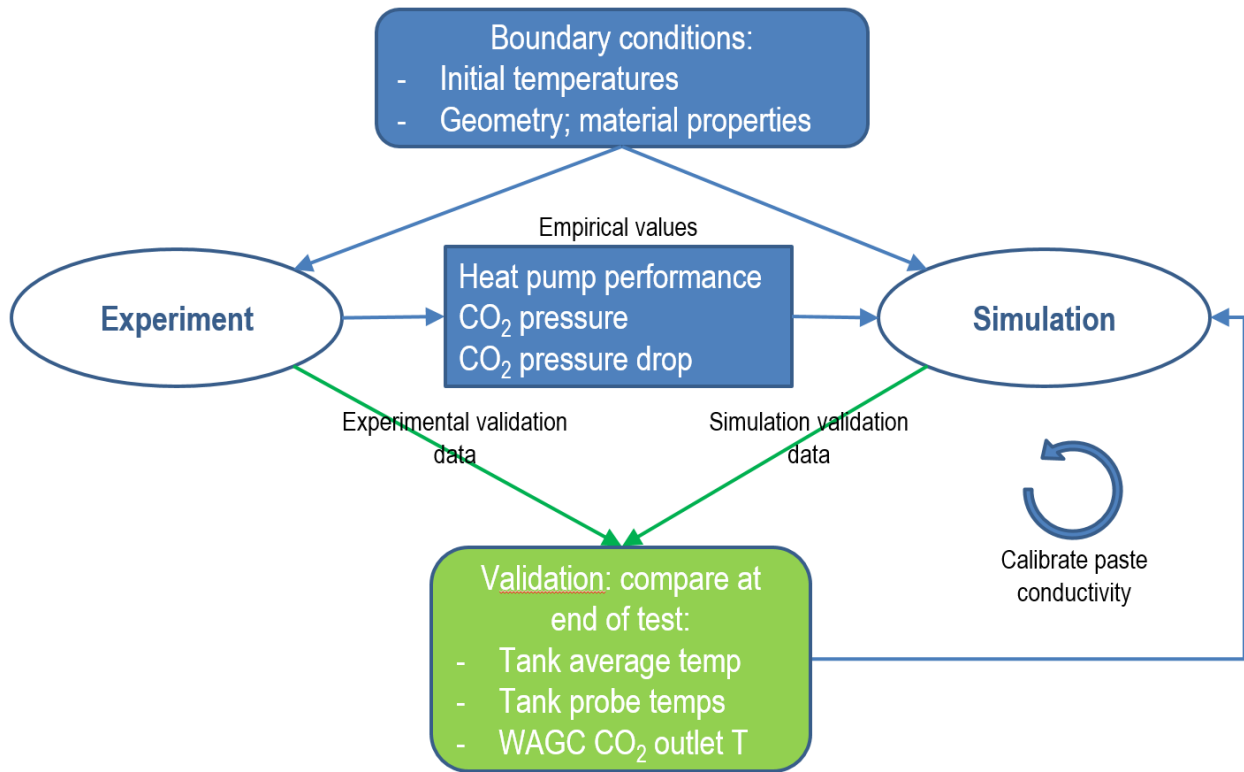 Boundary conditions:
- Initial temperatures
- Geometry; material properties
Empirical values
Experiment
Heat pump performance
CO₂ pressure
CO₂ pressure drop
Simulation
Experimental validation
data
Simulation validation
data
Calibrate paste
conductivity
Validation: compare at
end of test:
- Tank average temp
- Tank probe temps
- WAGC CO₂ outlet T